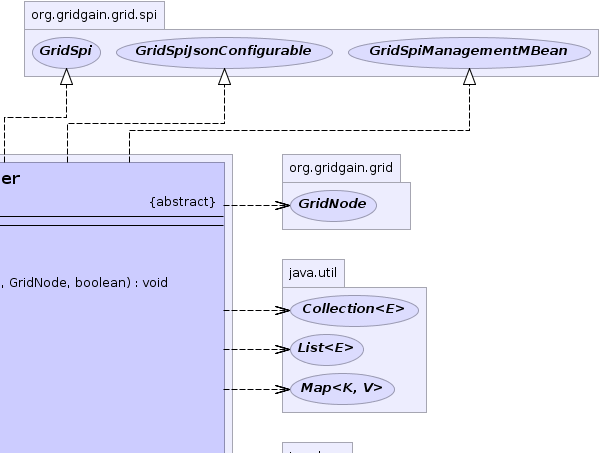 org.gridgain.grid.spi
GridSpi
GridSpiJsonConfigurable
GridSpiManagementMBean
er
{abstract}
, GridNode, boolean) : void
org.gridgain.grid
GridNode
java.util
Collection<E>
List<E>
Map<K, V>